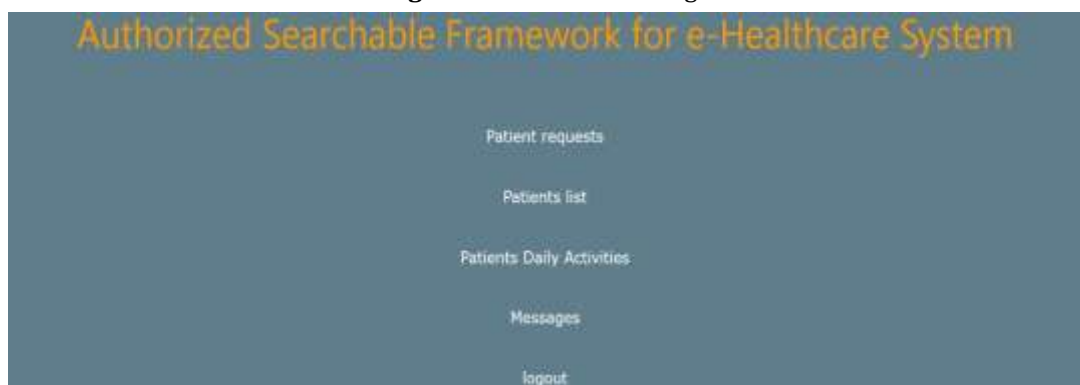 Authorized Searchable Framework for e-Healthcare System
Patient requests
Patients list
Patients Daily Activities
Messages
logout